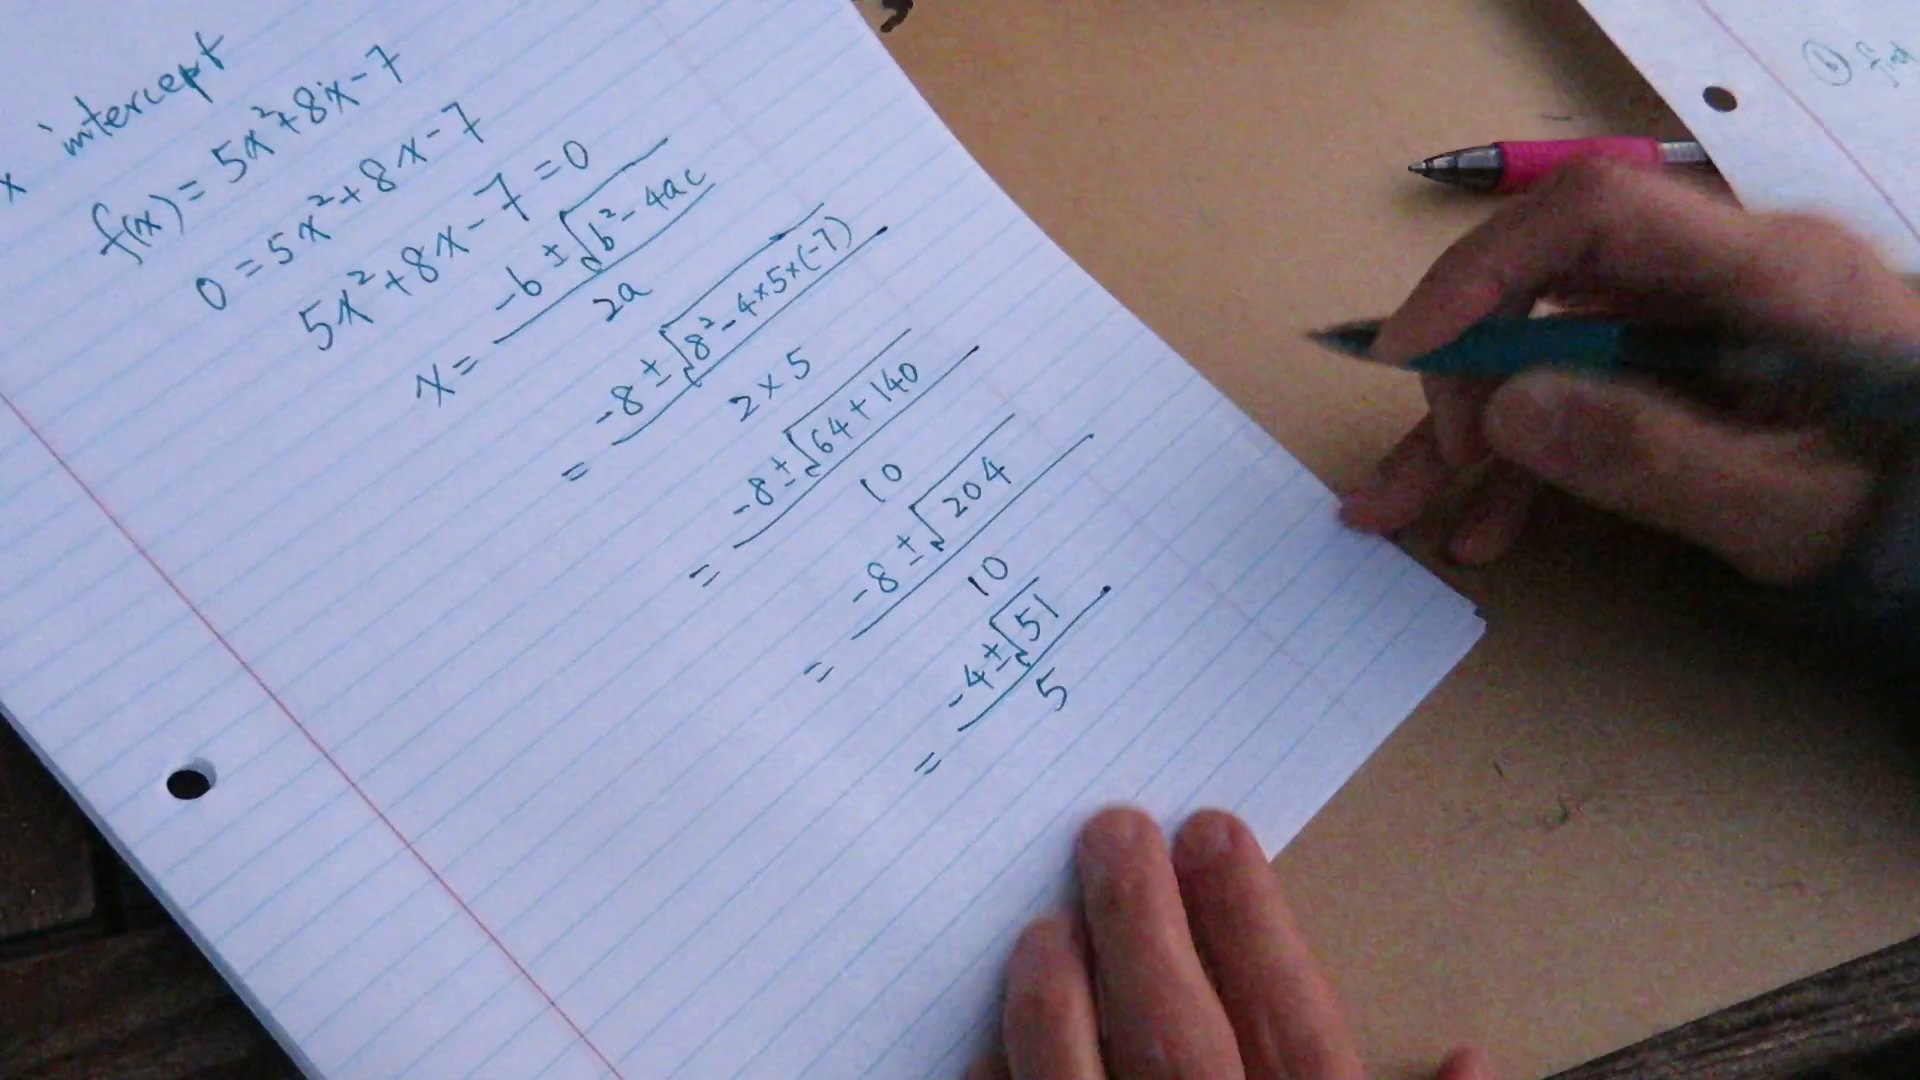 x intercept
f(x) = 5x²+8x-7
0 = 5x²+8x-7
5x²+8x-7=0
x = (-b ± √(b²-4ac)) / 2a
= (-8 ± √(8²-4×5×(-7))) / 2×5
= (-8 ± √(64+140)) / 10
= (-8 ± √204) / 10
= (-4 ± √51) / 5
(b)